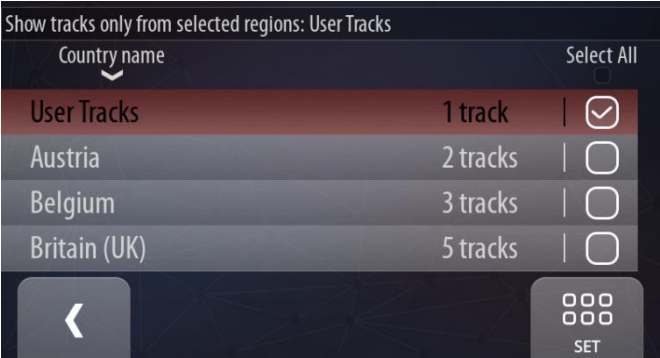 Show tracks only from selected regions: User Tracks
Country name Select All
User Tracks 1 track
Austria 2 tracks
Belgium 3 tracks
Britain (UK) 5 tracks
SET